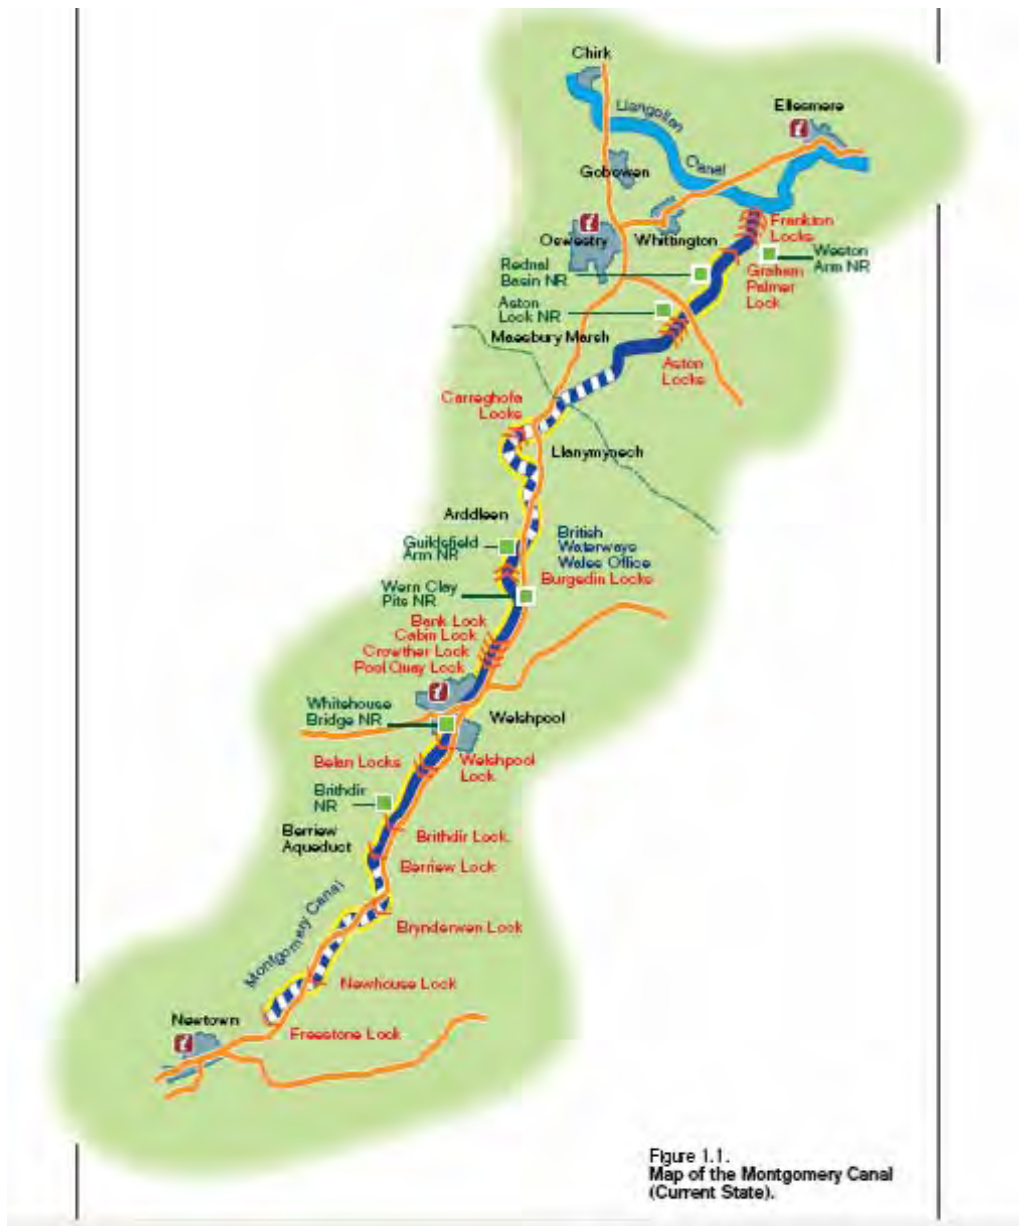 Chirk
Llangollen
Canal
Ellesmere
i
Gobowen
i
Oswestry
Whittington
Frankton
Locks
Weston
Arm NR
Rednal
Basin NR
Graham
Palmer
Lock
Aston
Lock NR
Maesbury Marsh
Aston
Locks
Carreghofa
Locks
Llanymynech
Arddleen
Guildsfield
Arm NR
British
Waterways
Wales Office
Burgedin Locks
Wern Clay
Pits NR
Bank Lock
Cabin Lock
Crowther Lock
Pool Quay Lock
i
Whitehouse
Bridge NR
Welshpool
Belan Locks
Welshpool
Lock
Brithdir
NR
Berriew
Aqueduct
Brithdir Lock
Berriew Lock
Montgomery Canal
Brynderwen Lock
Newhouse Lock
Newtown
i
Freestone Lock
Figure 1.1.
Map of the Montgomery Canal
(Current State).